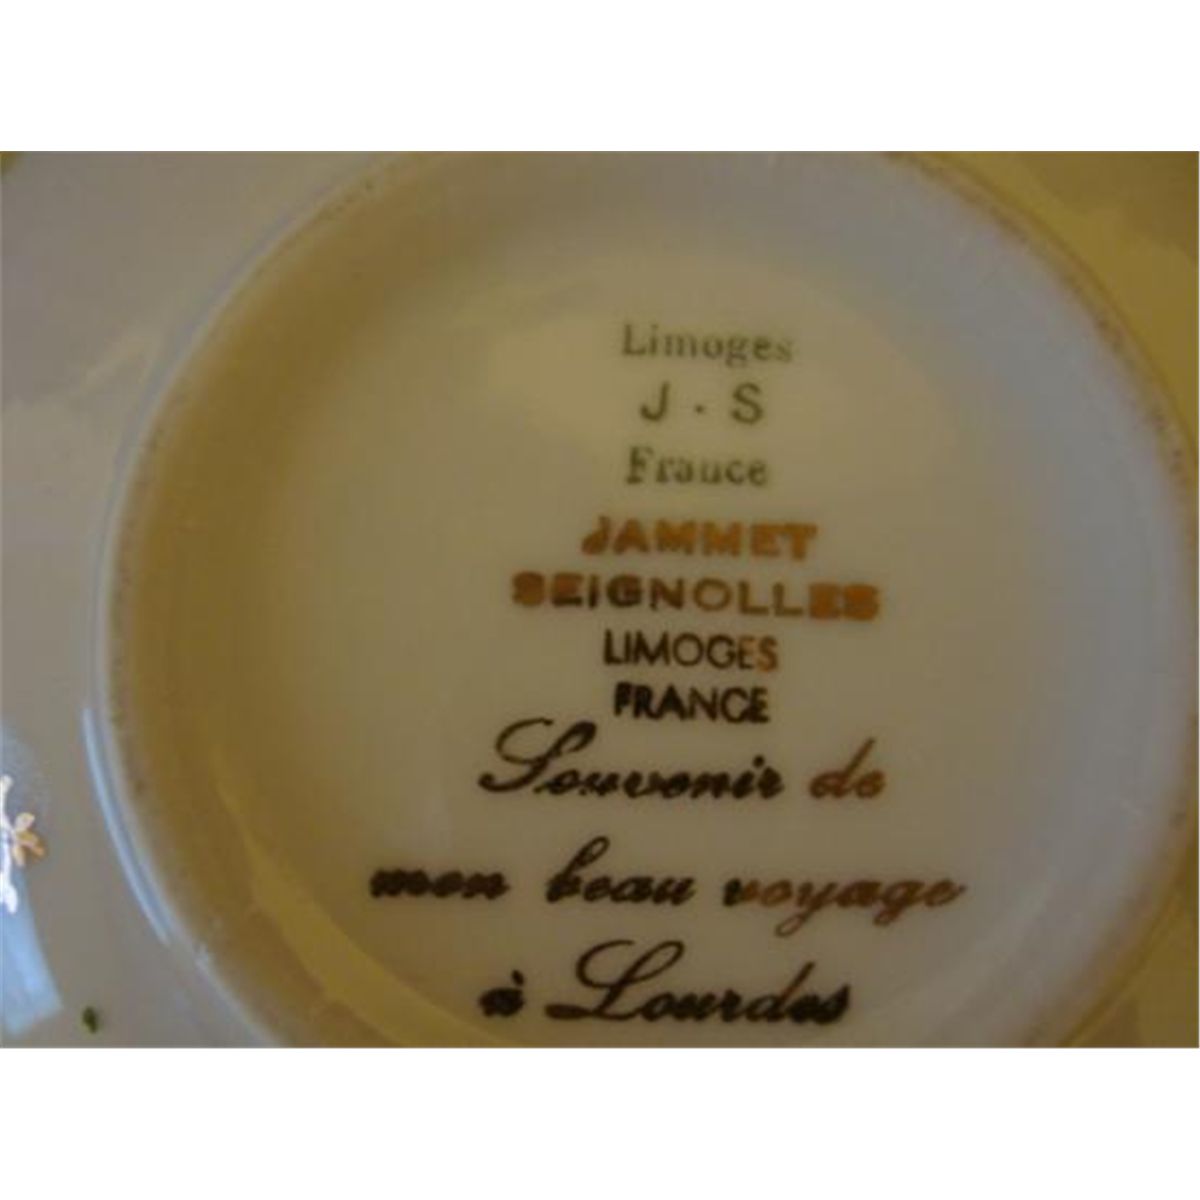 Limoges
J . S
France
JAMMET
SEIGNOLLES
LIMOGES
FRANCE
Souvenir de
mon beau voyage
à Lourdes